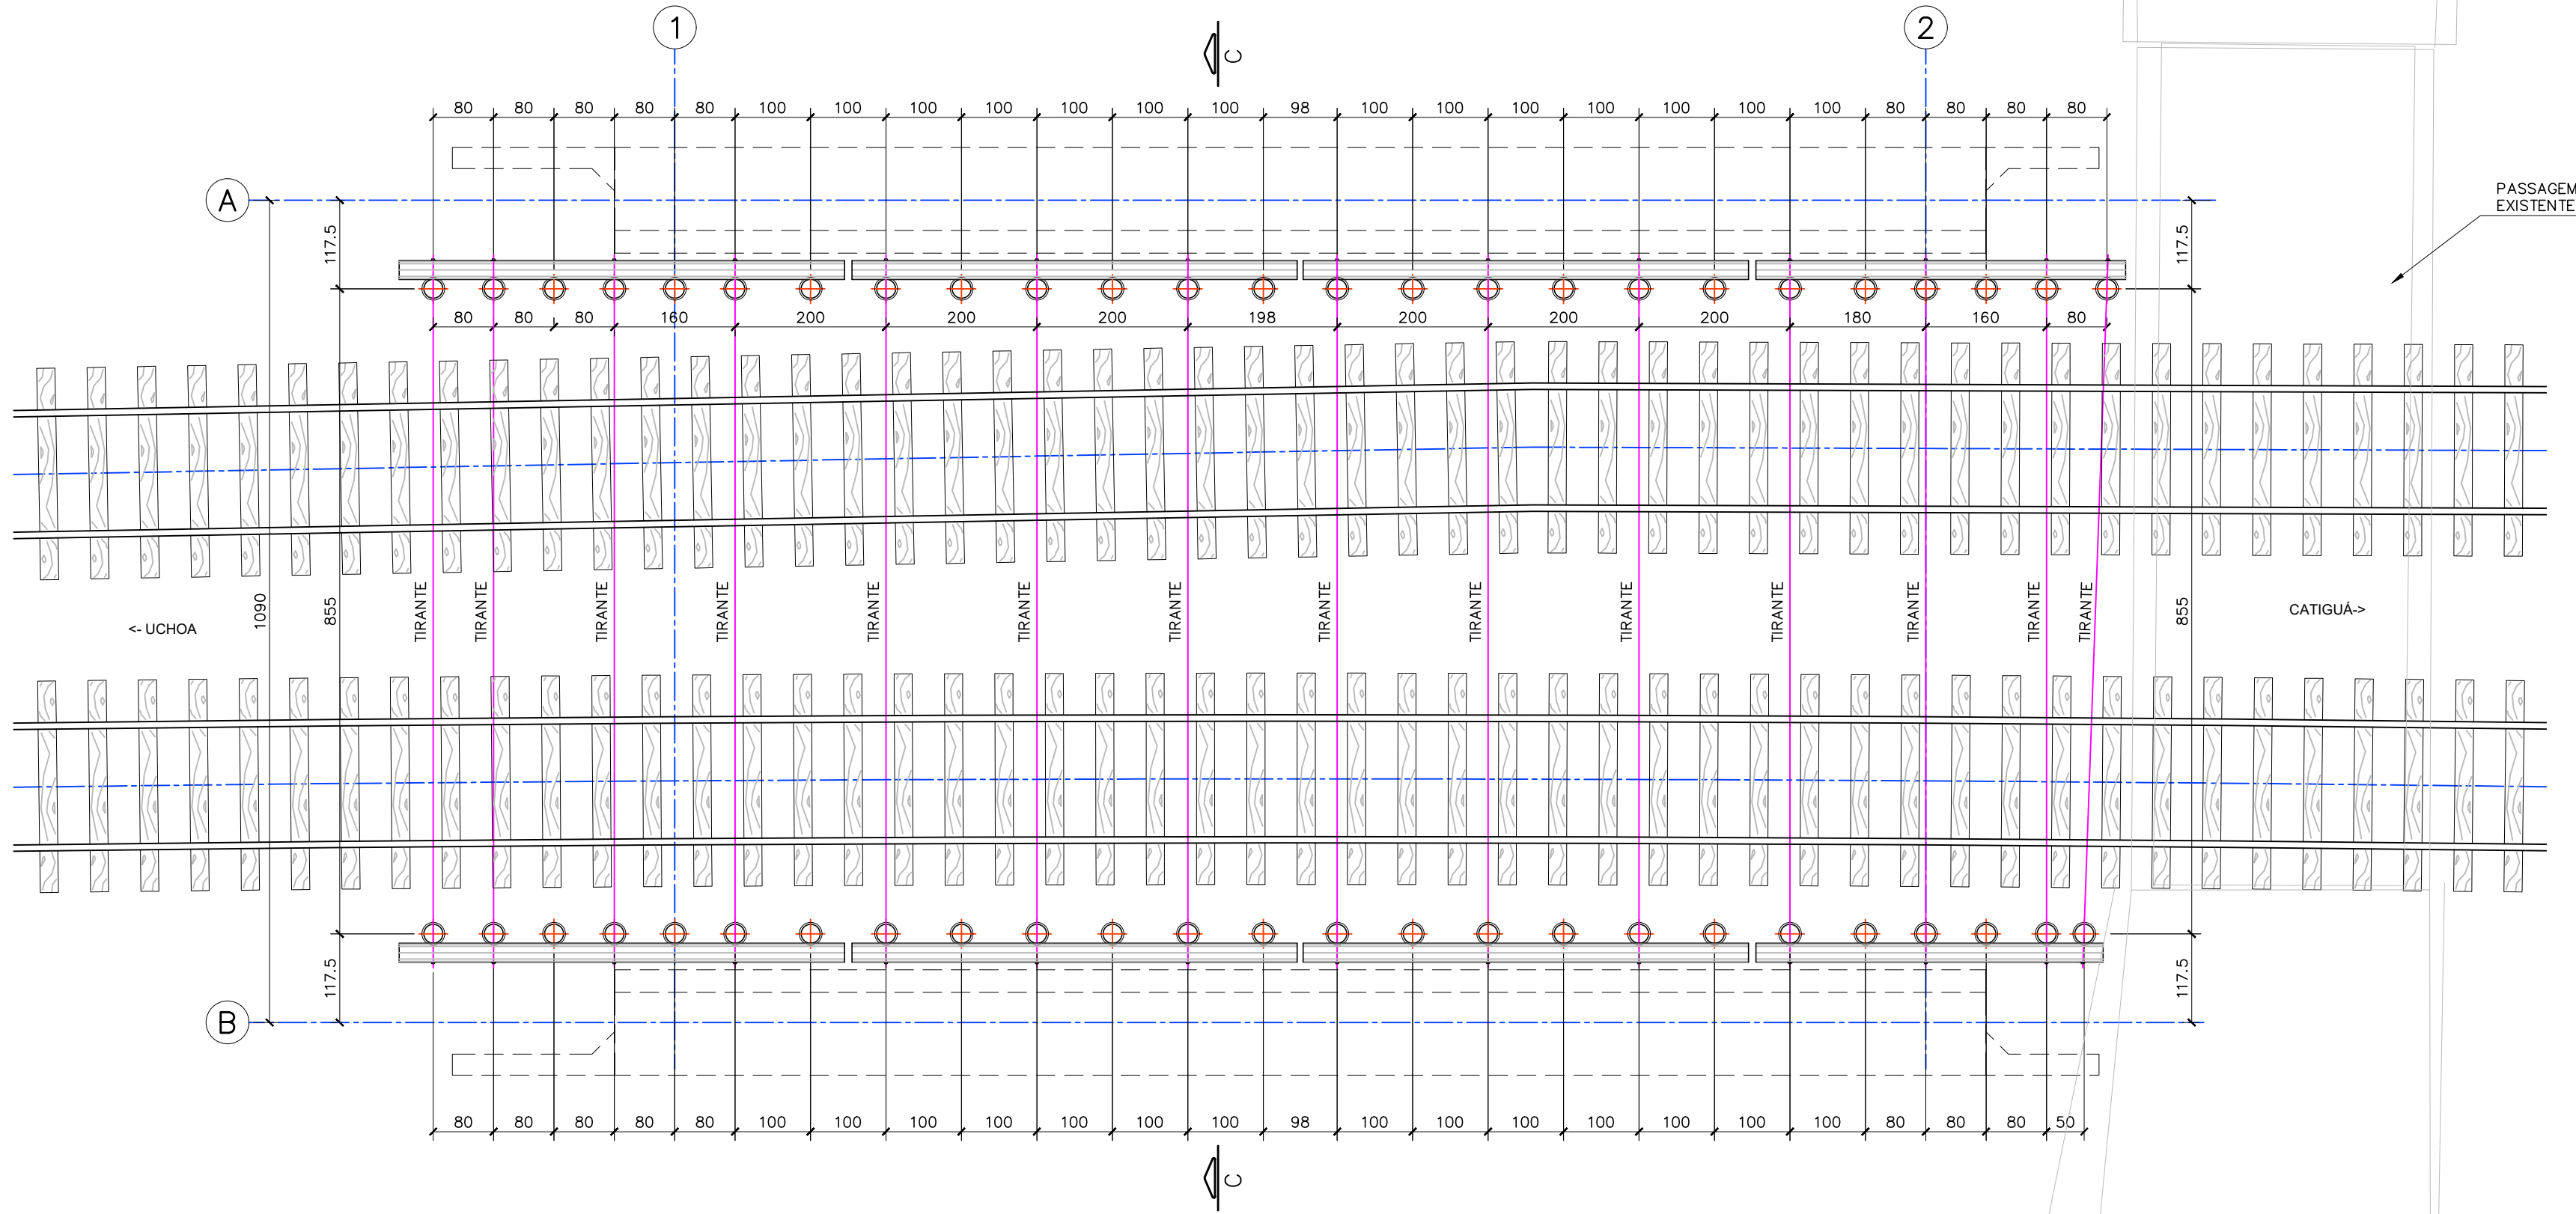 1
2
C
80 80 80 80 80 100 100 100 100 100 100 100 98 100 100 100 100 100 100 100 80 80 80 80
A
117.5
117.5
PASSAGEM
EXISTENTE
80 80 80 160 200 200 200 198 200 200 200 180 160 80
<- UCHOA
1090
855
TIRANTE
TIRANTE
TIRANTE
TIRANTE
TIRANTE
TIRANTE
TIRANTE
TIRANTE
TIRANTE
TIRANTE
TIRANTE
TIRANTE
TIRANTE
TIRANTE
855
CATIGUÁ->
117.5
117.5
B
80 80 80 80 80 100 100 100 100 100 100 100 98 100 100 100 100 100 100 100 80 80 80 50
C